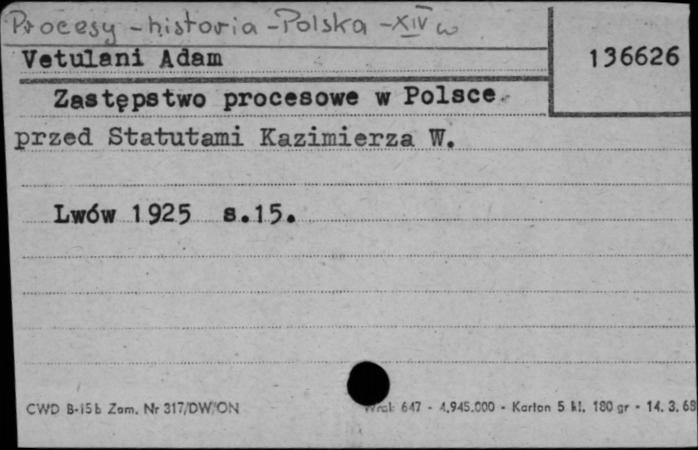 Procesy - historia - Polska - XIV w
Vetulani Adam
136626
Zastępstwo procesowe w Polsce
przed Statutami Kazimierza W.
Lwów 1925 s.15.
CWD B-15b Zam. Nr 317/DW/ON
647 - 4.945.000 - Karton 5 kl. 180 gr - 14. 3. 68